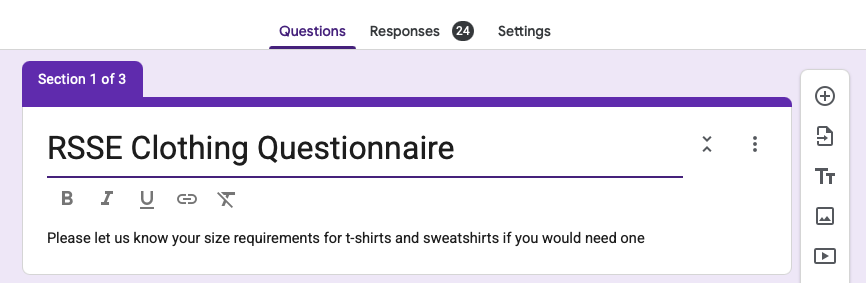 Questions Responses 24 Settings
Section 1 of 3
RSSE Clothing Questionnaire
B I U
Please let us know your size requirements for t-shirts and sweatshirts if you would need one
Tт